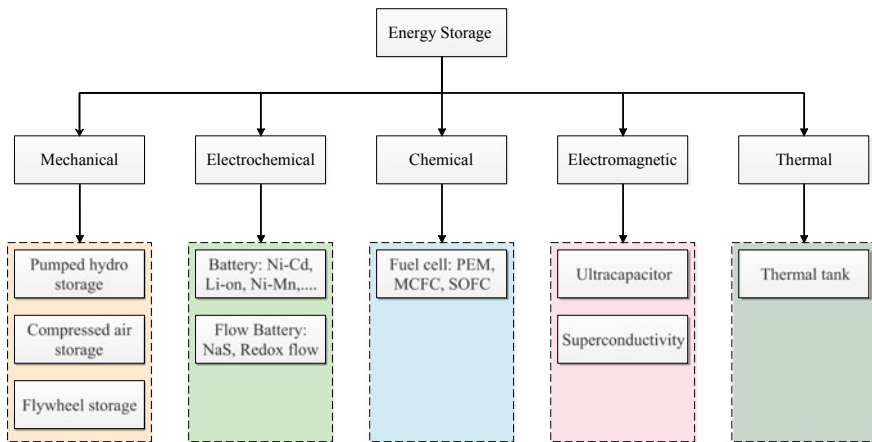 Energy Storage
Mechanical
Electrochemical
Chemical
Electromagnetic
Thermal
Pumped hydro
storage
Compressed air
storage
Flywheel storage
Battery: Ni-Cd,
Li-on, Ni-Mn,....
Flow Battery:
NaS, Redox flow
Fuel cell: PEM,
MCFC, SOFC
Ultracapacitor
Superconductivity
Thermal tank